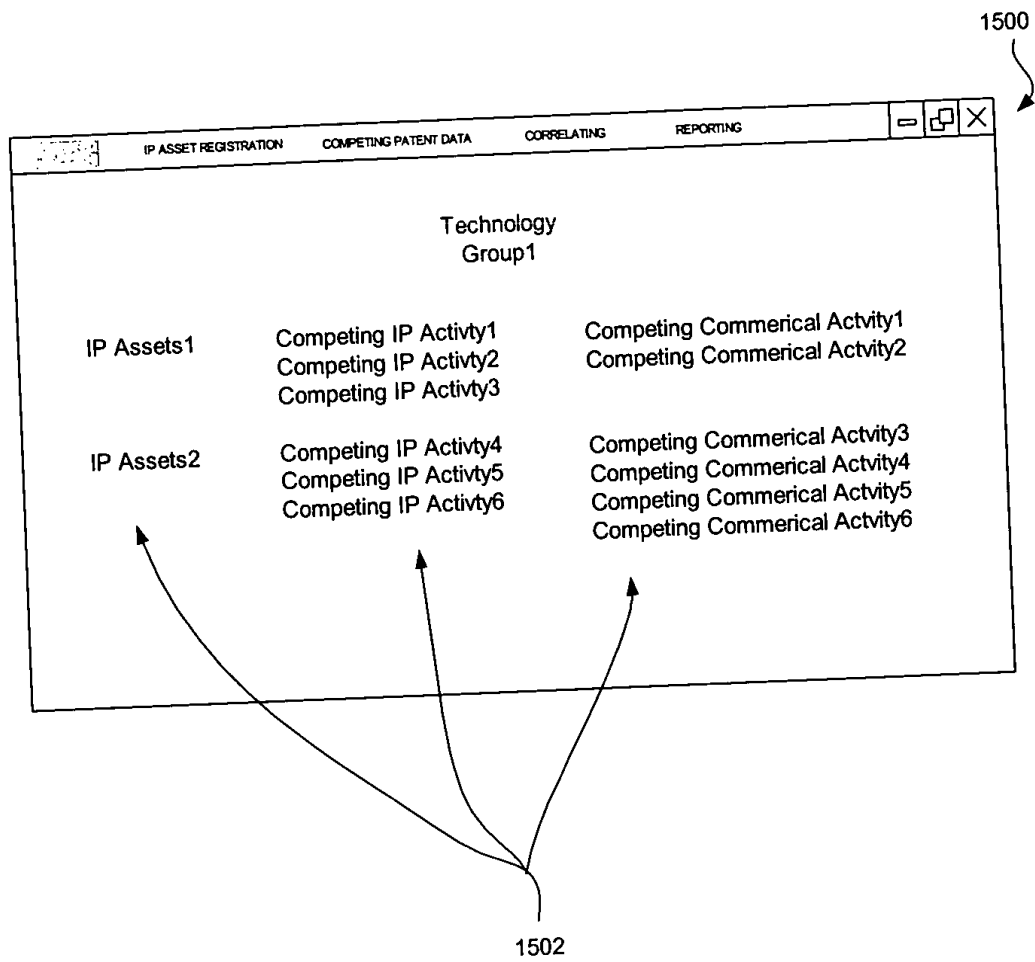 1500
IP ASSET REGISTRATION COMPETING PATENT DATA CORRELATING REPORTING
Technology
Group1
IP Assets1
Competing IP Activty1
Competing IP Activty2
Competing IP Activty3
Competing Commerical Actvity1
Competing Commerical Actvity2
IP Assets2
Competing IP Activty4
Competing IP Activty5
Competing IP Activty6
Competing Commerical Actvity3
Competing Commerical Actvity4
Competing Commerical Actvity5
Competing Commerical Actvity6
1502